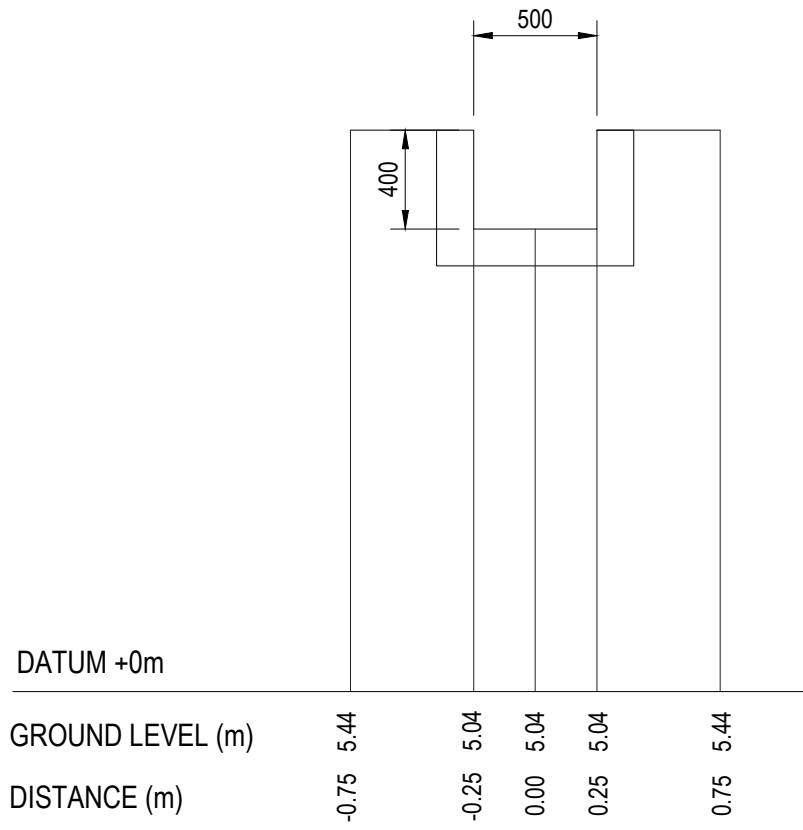 500
400
DATUM +0m
GROUND LEVEL (m) 5.44 5.04 5.04 5.04 5.44
DISTANCE (m) -0.75 -0.25 0.00 0.25 0.75